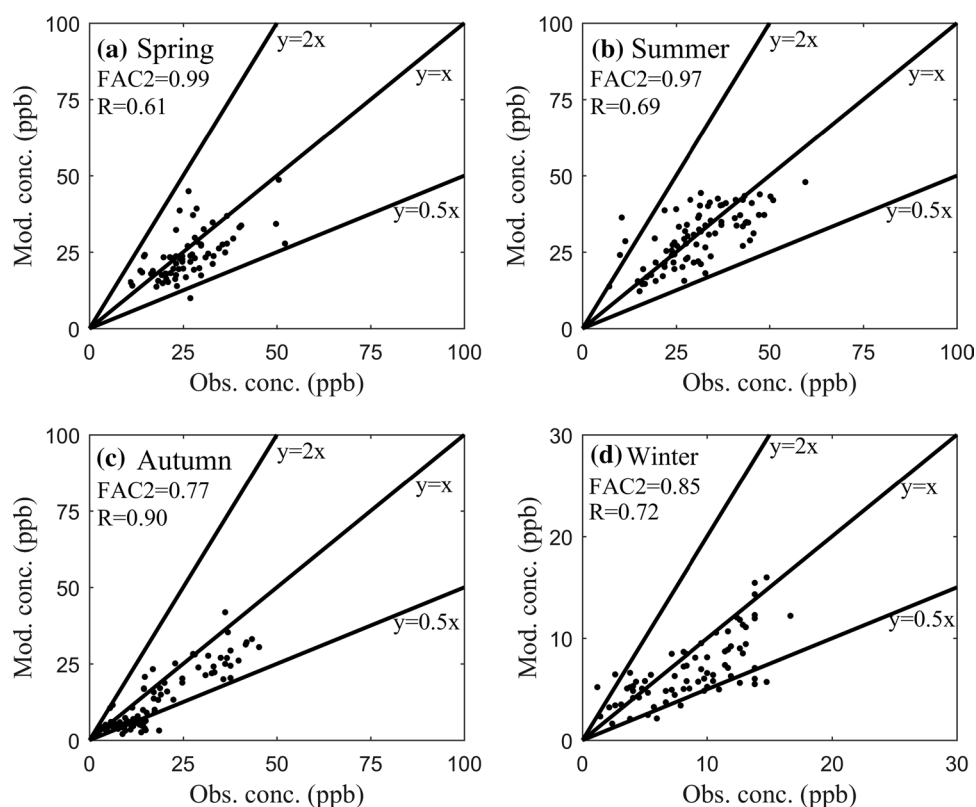 100
75
50
25
0
Mod. conc. (ppb)
(a) Spring
FAC2=0.99
R=0.61
y=2x
y=x
y=0.5x
0 25 50 75 100
Obs. conc. (ppb)
100
75
50
25
0
Mod. conc. (ppb)
(b) Summer
FAC2=0.97
R=0.69
y=2x
y=x
y=0.5x
0 25 50 75 100
Obs. conc. (ppb)
100
75
50
25
0
Mod. conc. (ppb)
(c) Autumn
FAC2=0.77
R=0.90
y=2x
y=x
y=0.5x
0 25 50 75 100
Obs. conc. (ppb)
30
20
10
0
Mod. conc. (ppb)
(d) Winter
FAC2=0.85
R=0.72
y=2x
y=x
y=0.5x
0 10 20 30
Obs. conc. (ppb)